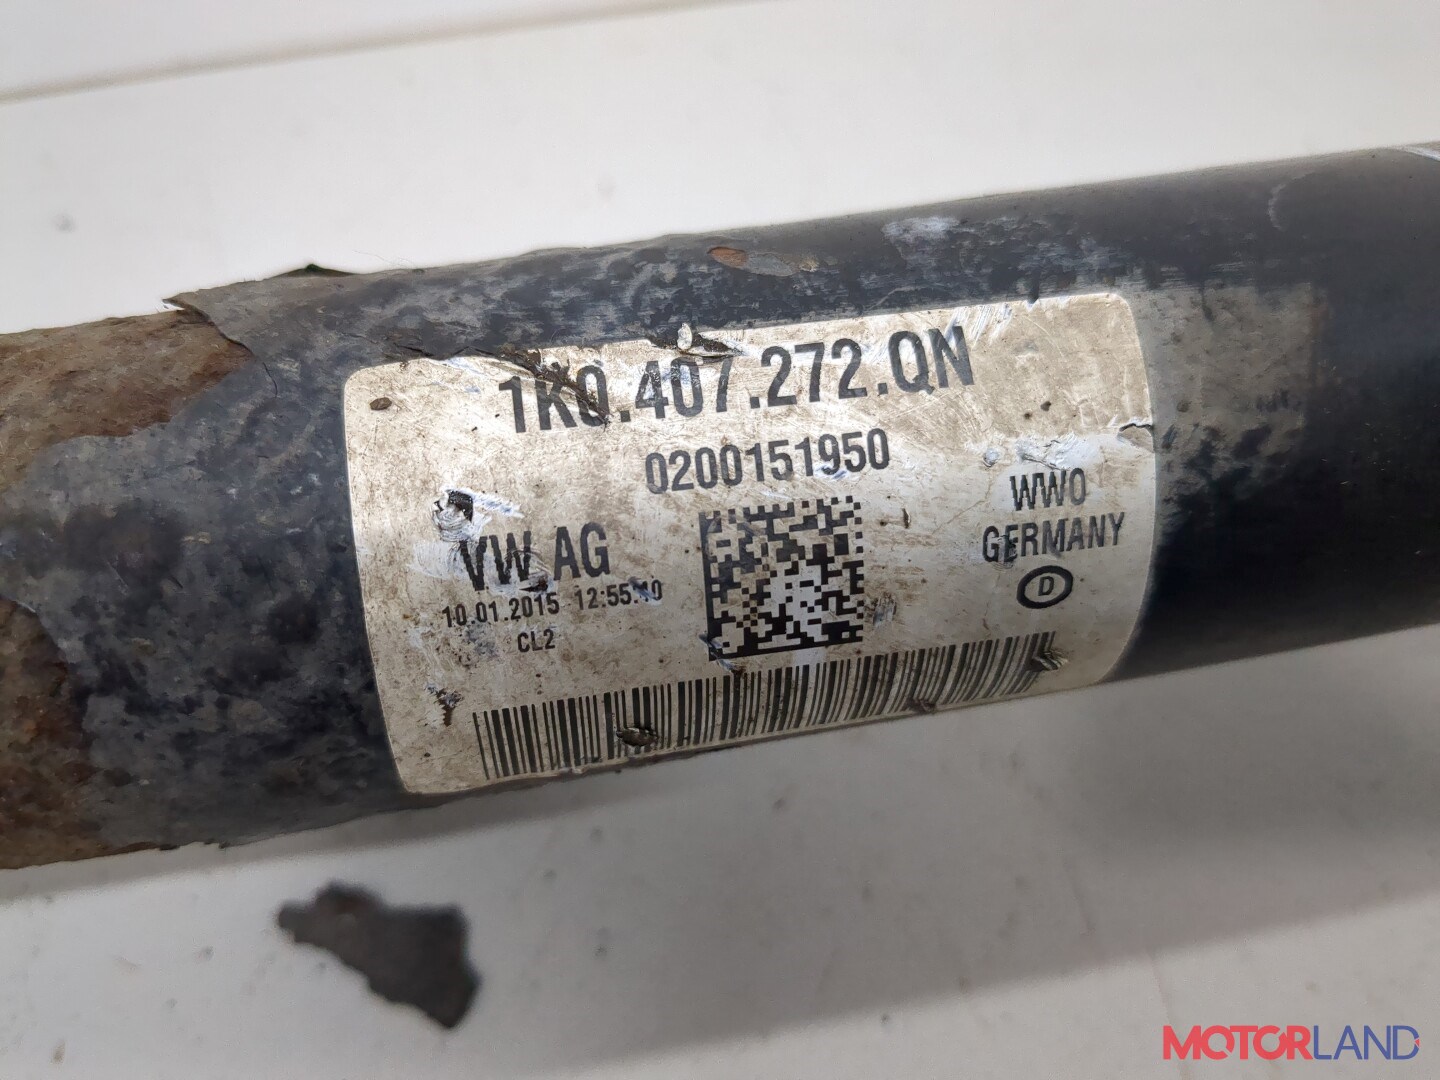 1K0.407.272.QN
0200151950
VW AG
10.01.2015 12:55:10
CL2
WWO
GERMANY
D
MOTORLAND